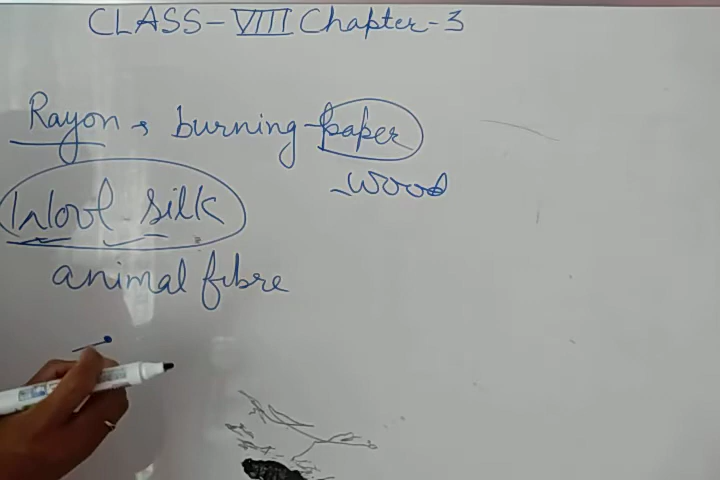 CLASS-VIII Chapter-3
Rayon → burning-paper
-wood
Wool-silk
animal fibre